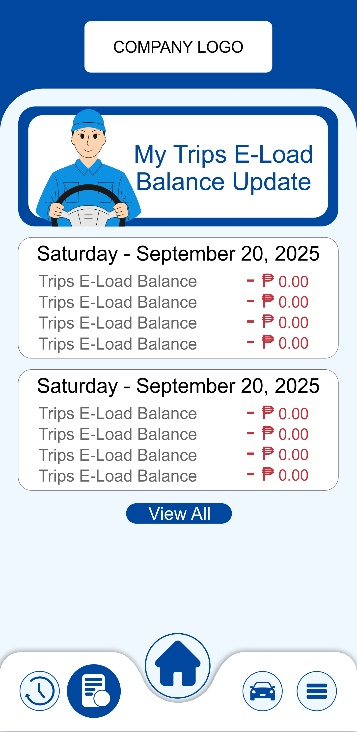 COMPANY LOGO
My Trips E-Load
Balance Update
Saturday - September 20, 2025
Trips E-Load Balance - ₱ 0.00
Trips E-Load Balance - ₱ 0.00
Trips E-Load Balance - ₱ 0.00
Trips E-Load Balance - ₱ 0.00
Saturday - September 20, 2025
Trips E-Load Balance - ₱ 0.00
Trips E-Load Balance - ₱ 0.00
Trips E-Load Balance - ₱ 0.00
Trips E-Load Balance - ₱ 0.00
View All